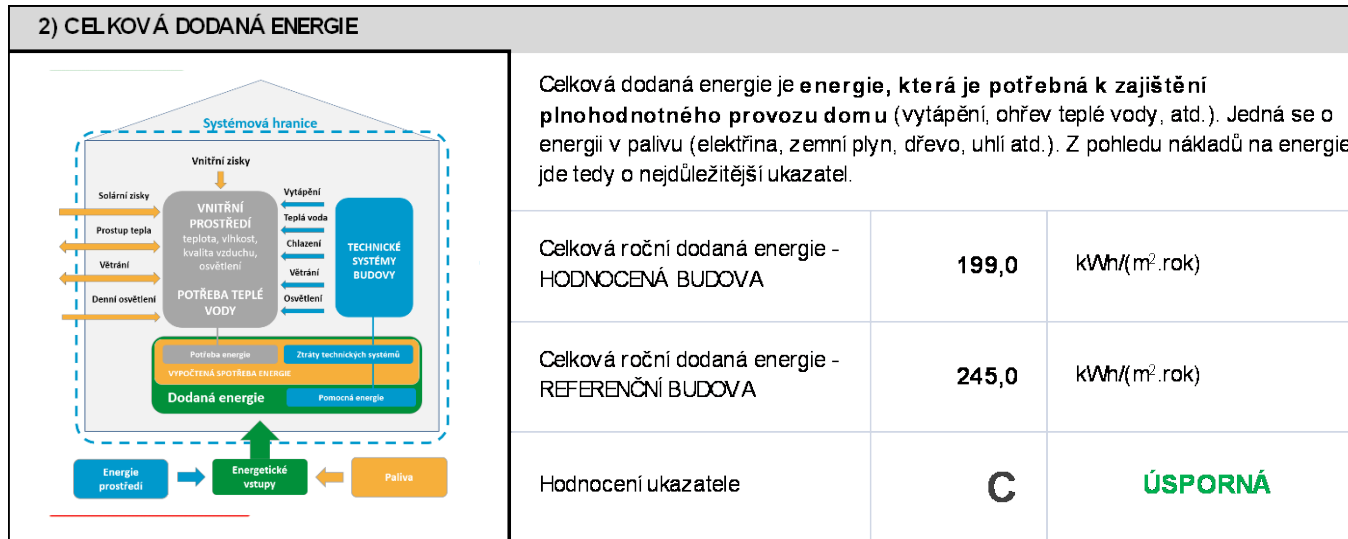 2) CELKOVÁ DODANÁ ENERGIE
Systémová hranice
Vnitřní zisky
Solární zisky
Prostup tepla
Větrání
Denní osvětlení
VNITŘNÍ
PROSTŘEDÍ
teplota, vlhkost,
kvalita vzduchu,
osvětlení
POTŘEBA TEPLÉ
VODY
Vytápění
Teplá voda
Chlazení
Větrání
Osvětlení
TECHNICKÉ
SYSTÉMY
BUDOVY
Potřeba energie
Ztráty technických systémů
VYPOČTENÁ SPOTŘEBA ENERGIE
Dodaná energie
Pomocná energie
Energie
prostředí
Energetické
vstupy
Paliva
Celková dodaná energie je energie, která je potřebná k zajištění
plnohodnotného provozu domu (vytápění, ohřev teplé vody, atd.). Jedná se o
energii v palivu (elektřina, zemní plyn, dřevo, uhlí atd.). Z pohledu nákladů na energie
jde tedy o nejdůležitější ukazatel.
Celková roční dodaná energie -
HODNOCENÁ BUDOVA
199,0
kWh/(m².rok)
Celková roční dodaná energie -
REFERENČNÍ BUDOVA
245,0
kWh/(m².rok)
Hodnocení ukazatele
C
ÚSPORNÁ